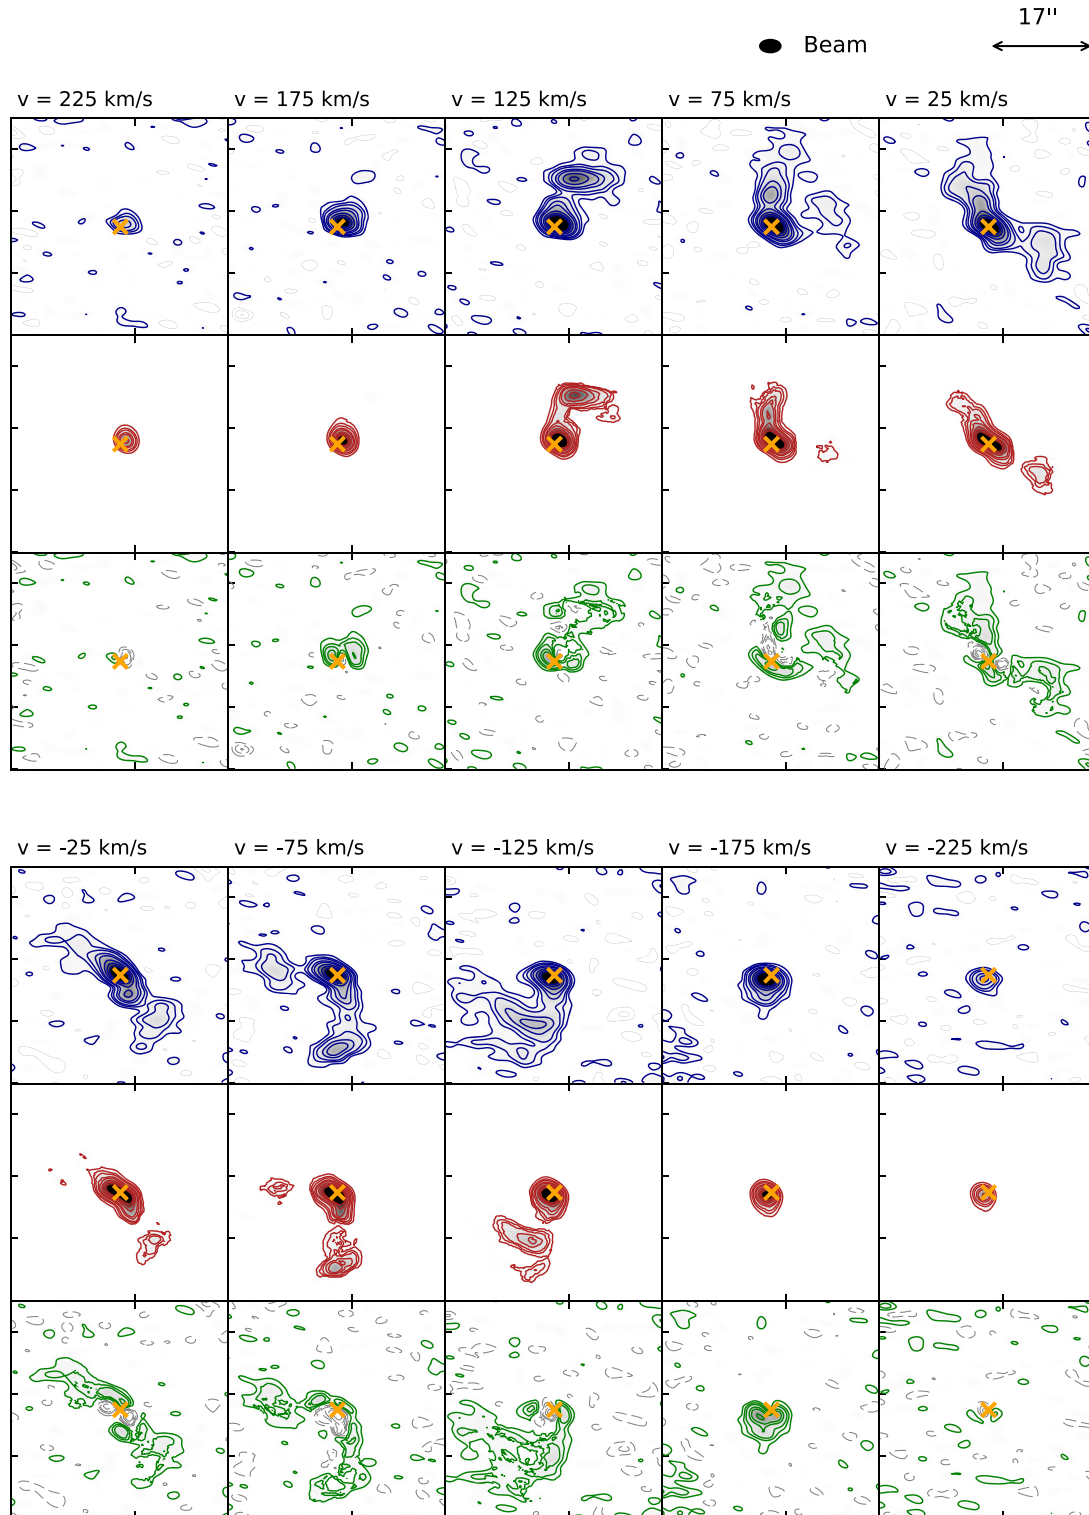 17''
Beam
v = 225 km/s
v = 175 km/s
v = 125 km/s
v = 75 km/s
v = 25 km/s
v = -25 km/s
v = -75 km/s
v = -125 km/s
v = -175 km/s
v = -225 km/s